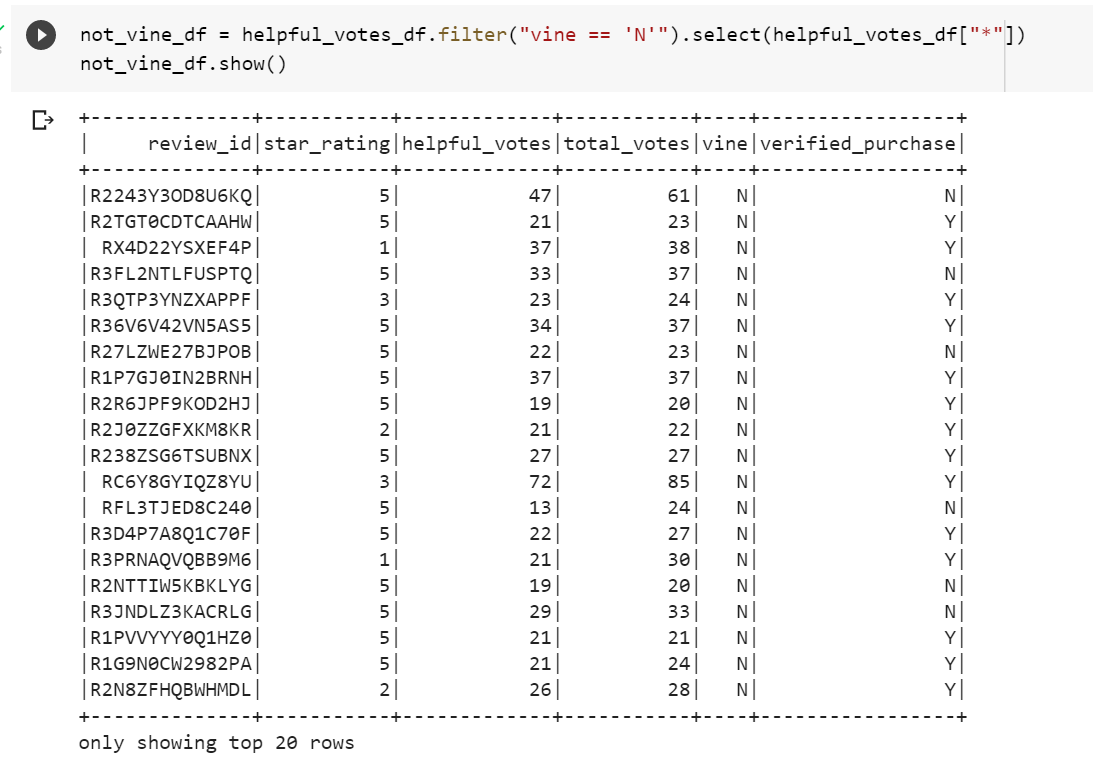 not_vine_df = helpful_votes_df.filter("vine == 'N'").select(helpful_votes_df["*"])
not_vine_df.show()
+--------------+-----------+-------------+-----------+----+-----------------+
|     review_id|star_rating|helpful_votes|total_votes|vine|verified_purchase|
+--------------+-----------+-------------+-----------+----+-----------------+
|R2243Y3OD8U6KQ|          5|           47|         61|   N|                N|
|R2TGT0CDTCAAHW|          5|           21|         23|   N|                Y|
| RX4D22YSXEF4P|          1|           37|         38|   N|                Y|
|R3FL2NTLFUSPTQ|          5|           33|         37|   N|                N|
|R3QTP3YNZXAPPF|          3|           23|         24|   N|                Y|
|R36V6V42VN5AS5|          5|           34|         37|   N|                Y|
|R27LZWE27BJPOB|          5|           22|         23|   N|                N|
|R1P7GJ0IN2BRNH|          5|           37|         37|   N|                Y|
|R2R6JPF9KOD2HJ|          5|           19|         20|   N|                Y|
|R2J0ZZGFXKM8KR|          2|           21|         22|   N|                Y|
|R238ZSG6TSUBNX|          5|           27|         27|   N|                Y|
| RC6Y8GYIQZ8YU|          3|           72|         85|   N|                Y|
| RFL3TJED8C240|          5|           13|         24|   N|                N|
|R3D4P7A8Q1C70F|          5|           22|         27|   N|                Y|
|R3PRNAQVQBB9M6|          1|           21|         30|   N|                Y|
|R2NTTIW5KBKLYG|          5|           19|         20|   N|                N|
|R3JNDLZ3KACRLG|          5|           29|         33|   N|                N|
|R1PVVYYY0Q1HZ0|          5|           21|         21|   N|                Y|
|R1G9N0CW2982PA|          5|           21|         24|   N|                Y|
|R2N8ZFHQBWHMDL|          2|           26|         28|   N|                Y|
+--------------+-----------+-------------+-----------+----+-----------------+
only showing top 20 rows